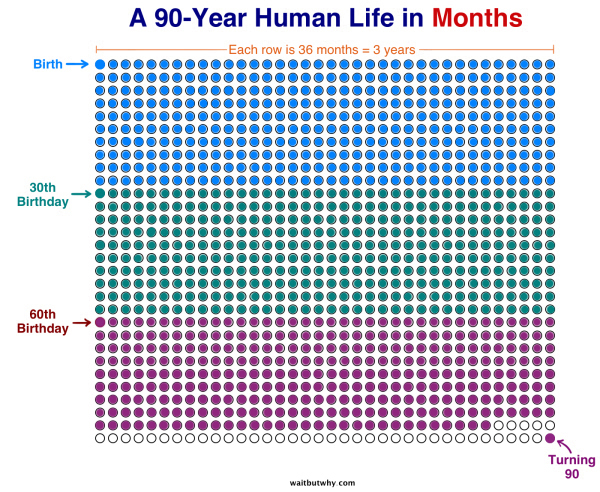 A 90-Year Human Life in Months
Each row is 36 months = 3 years
Birth
30th
Birthday
60th
Birthday
Turning
90
waitbutwhy.com